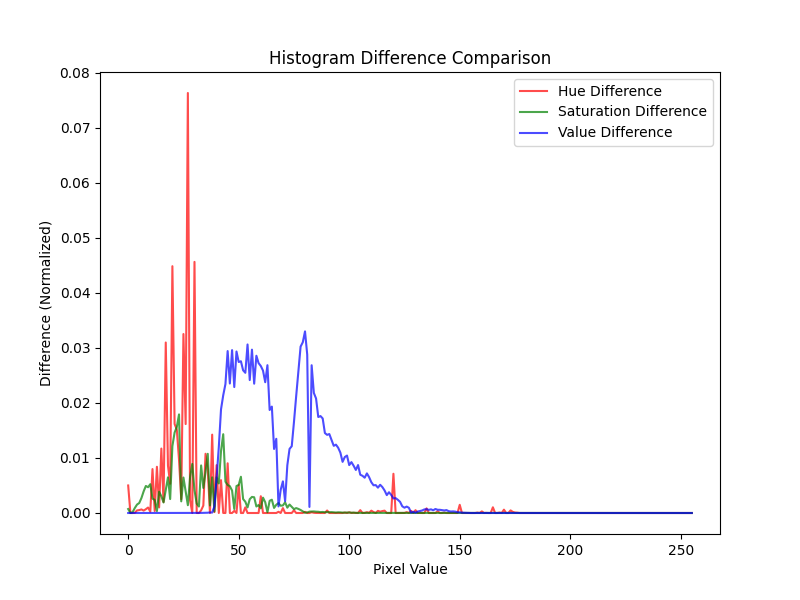 Histogram Difference Comparison
Hue Difference
Saturation Difference
Value Difference
Difference (Normalized)
0.08
0.07
0.06
0.05
0.04
0.03
0.02
0.01
0.00
0 50 100 150 200 250
Pixel Value